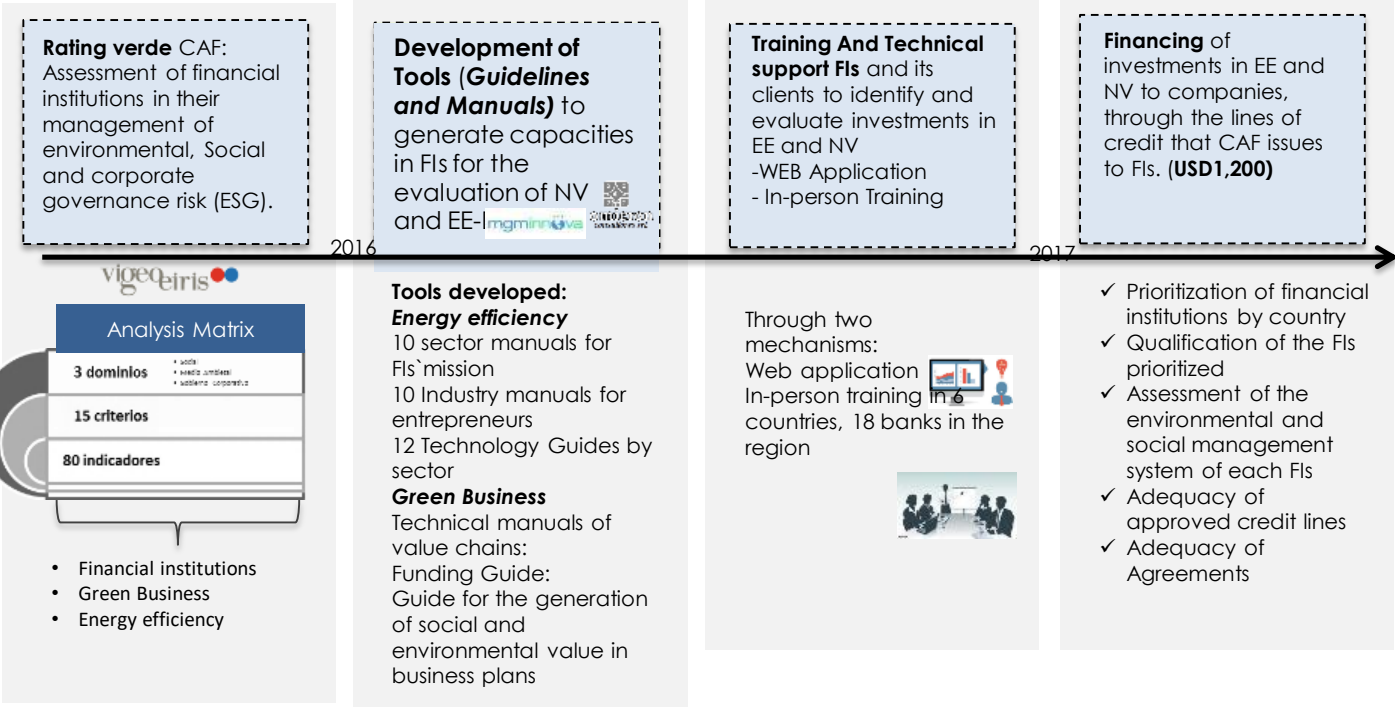 Rating verde CAF:
Assessment of financial
institutions in their
management of
environmental, Social
and corporate
governance risk (ESG).
Development of
Tools (Guidelines
and Manuals) to
generate capacities
in FIs for the
evaluation of NV
and EE-
mgminnova
Training And Technical
support FIs and its
clients to identify and
evaluate investments in
EE and NV
-WEB Application
- In-person Training
Financing of
investments in EE and
NV to companies,
through the lines of
credit that CAF issues
to FIs. (USD1,200)
2016
2017
vigeoeiris
Analysis Matrix
3 dominios
• Social
• Medio Ambiental
• Gobierno Corporativo
15 criterios
80 indicadores
• Financial institutions
• Green Business
• Energy efficiency
Tools developed:
Energy efficiency
10 sector manuals for
FIs`mission
10 Industry manuals for
entrepreneurs
12 Technology Guides by
sector
Green Business
Technical manuals of
value chains:
Funding Guide:
Guide for the generation
of social and
environmental value in
business plans
Through two
mechanisms:
Web application
In-person training in 6
countries, 18 banks in the
region
✓ Prioritization of financial
institutions by country
✓ Qualification of the FIs
prioritized
✓ Assessment of the
environmental and
social management
system of each FIs
✓ Adequacy of
approved credit lines
✓ Adequacy of
Agreements